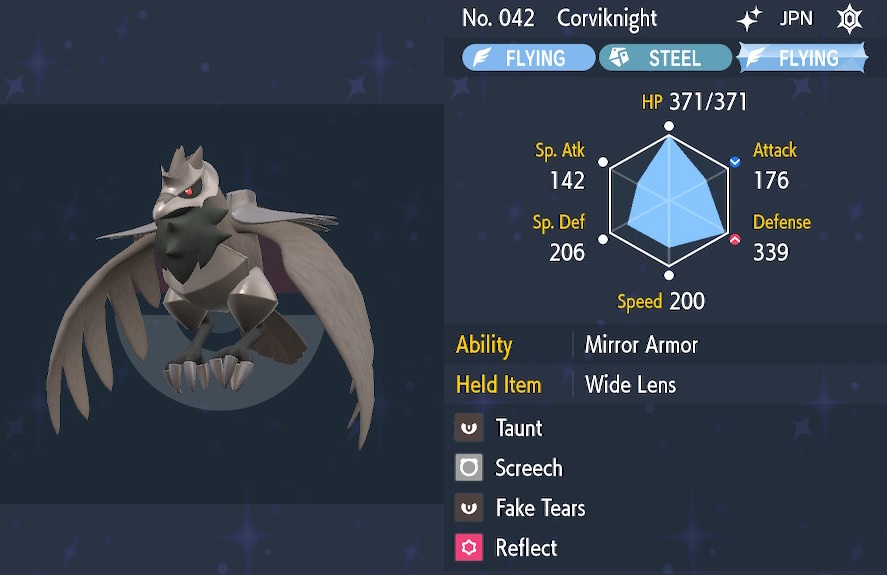 No. 042 Corviknight JPN
FLYING STEEL FLYING
HP 371/371
Sp. Atk
142
Attack
176
Sp. Def
206
Defense
339
Speed 200
Ability Mirror Armor
Held Item Wide Lens
Taunt
Screech
Fake Tears
Reflect